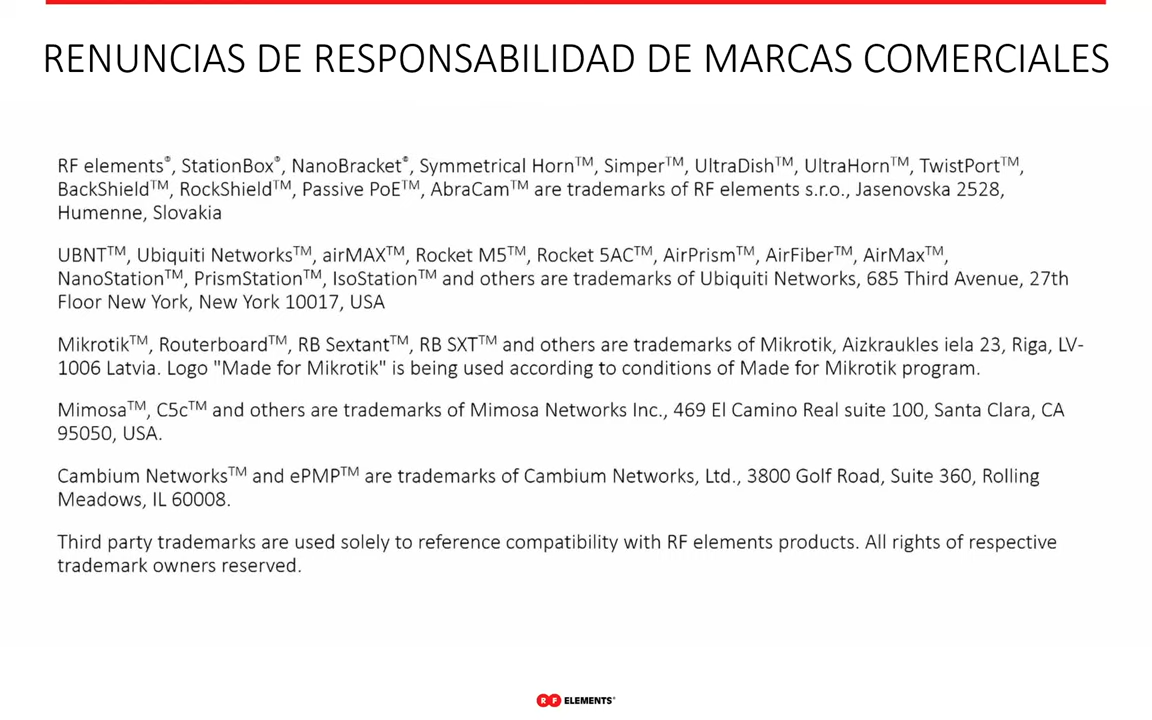 RENUNCIAS DE RESPONSABILIDAD DE MARCAS COMERCIALES
RF elements®, StationBox®, NanoBracket®, Symmetrical Horn™, Simper™, UltraDish™, UltraHorn™, TwistPort™,
BackShield™, RockShield™, Passive PoE™, AbraCam™ are trademarks of RF elements s.r.o., Jasenovska 2528,
Humenne, Slovakia
UBNT™, Ubiquiti Networks™, airMAX™, Rocket M5™, Rocket 5AC™, AirPrism™, AirFiber™, AirMax™,
NanoStation™, PrismStation™, IsoStation™ and others are trademarks of Ubiquiti Networks, 685 Third Avenue, 27th
Floor New York, New York 10017, USA
Mikrotik™, Routerboard™, RB Sextant™, RB SXT™ and others are trademarks of Mikrotik, Aizkraukles iela 23, Riga, LV-
1006 Latvia. Logo "Made for Mikrotik" is being used according to conditions of Made for Mikrotik program.
Mimosa™, C5c™ and others are trademarks of Mimosa Networks Inc., 469 El Camino Real suite 100, Santa Clara, CA
95050, USA.
Cambium Networks™ and ePMP™ are trademarks of Cambium Networks, Ltd., 3800 Golf Road, Suite 360, Rolling
Meadows, IL 60008.
Third party trademarks are used solely to reference compatibility with RF elements products. All rights of respective
trademark owners reserved.
RF ELEMENTS®